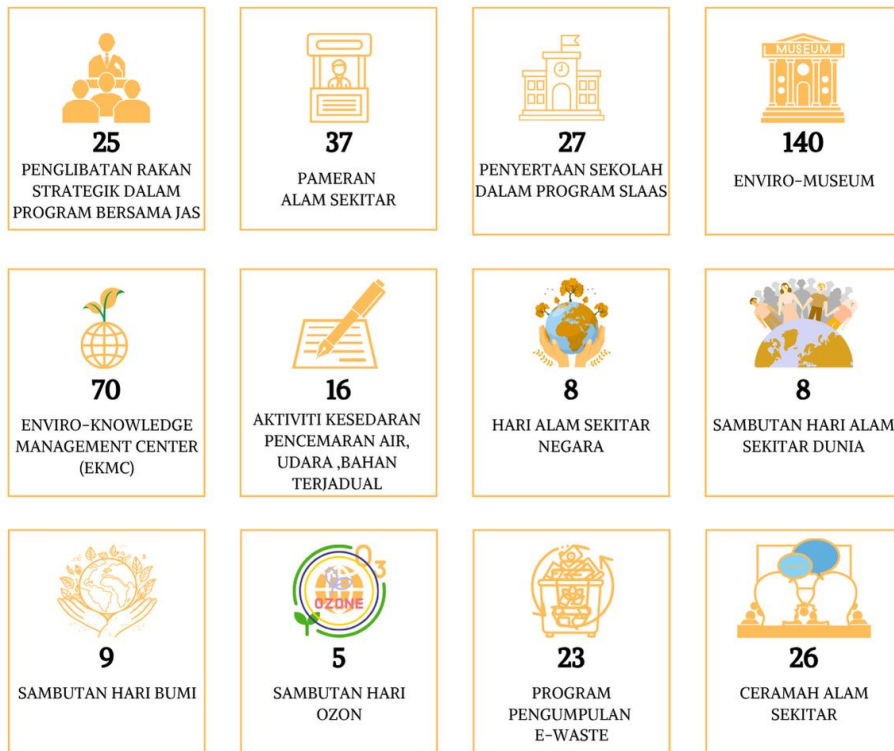 25
PENGLIBATAN RAKAN
STRATEGIK DALAM
PROGRAM BERSAMA JAS
37
PAMERAN
ALAM SEKITAR
27
PENYERTAAN SEKOLAH
DALAM PROGRAM SLAAS
MUSEUM
140
ENVIRO-MUSEUM
70
ENVIRO-KNOWLEDGE
MANAGEMENT CENTER
(EKMC)
16
AKTIVITI KESEDARAN
PENCEMARAN AIR,
UDARA ,BAHAN
TERJADUAL
8
HARI ALAM SEKITAR
NEGARA
8
SAMBUTAN HARI ALAM
SEKITAR DUNIA
9
SAMBUTAN HARI BUMI
O3
OZONE
5
SAMBUTAN HARI
OZON
23
PROGRAM
PENGUMPULAN
E-WASTE
26
CERAMAH ALAM
SEKITAR